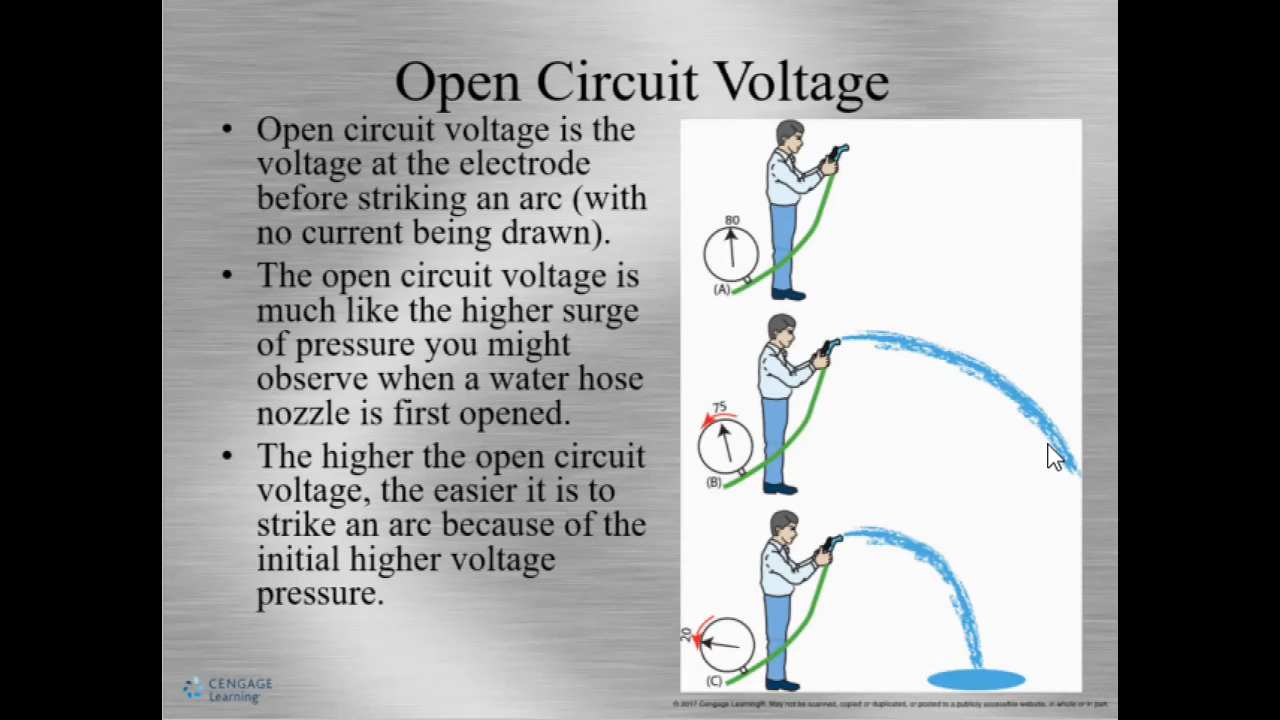 Open Circuit Voltage
• Open circuit voltage is the
voltage at the electrode
before striking an arc (with
no current being drawn).
• The open circuit voltage is
much like the higher surge
of pressure you might
observe when a water hose
nozzle is first opened.
• The higher the open circuit
voltage, the easier it is to
strike an arc because of the
initial higher voltage
pressure.
80
(A)
75
(B)
20
(C)
CENGAGE
Learning
© 2017 Cengage Learning®. May not be scanned, copied or duplicated, or posted to a publicly accessible website, in whole or in part.